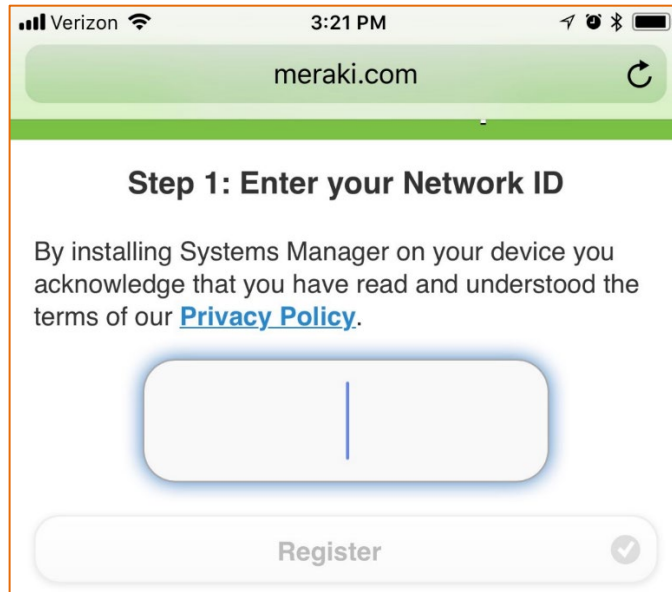 Verizon 3:21 PM
meraki.com
Step 1: Enter your Network ID
By installing Systems Manager on your device you
acknowledge that you have read and understood the
terms of our Privacy Policy.
Register